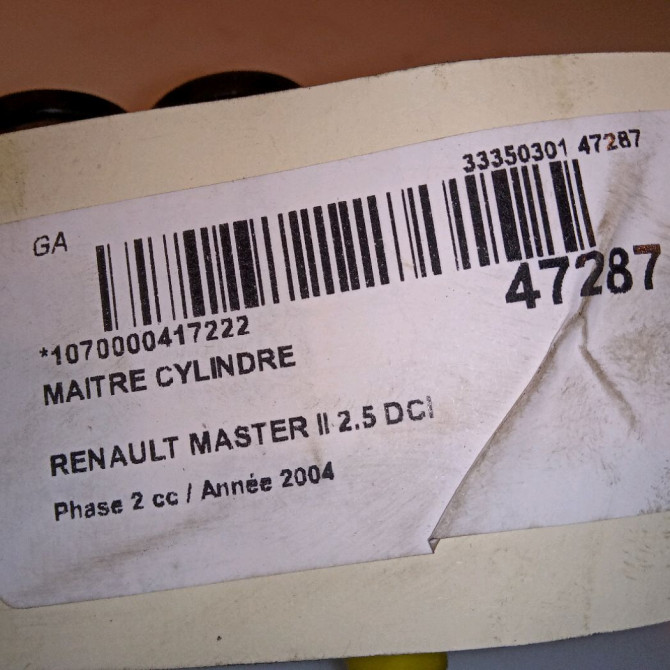 33350301 47287
GA
47287
*1070000417222
MAITRE CYLINDRE
RENAULT MASTER II 2.5 DCI
Phase 2 cc / Année 2004